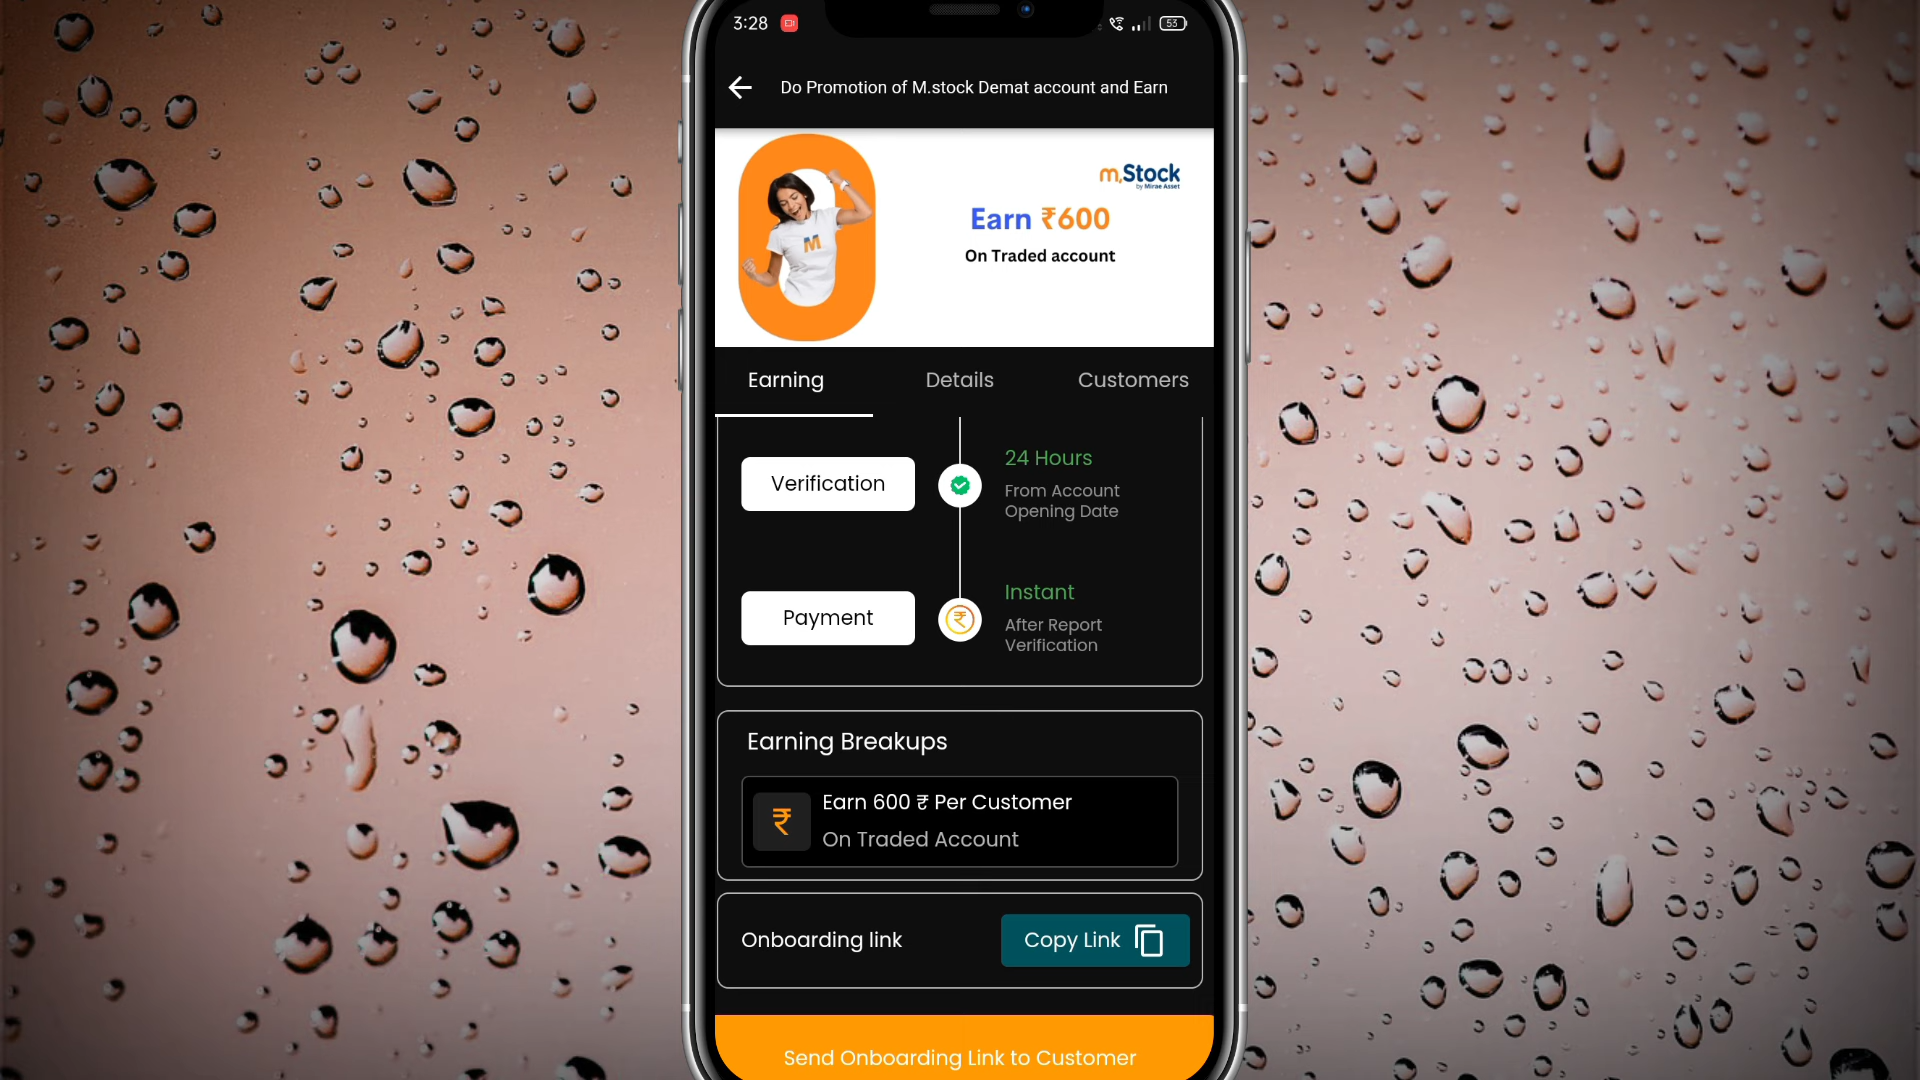 3:28
53
Do Promotion of M.stock Demat account and Earn
m.Stock
by Mirae Asset
Earn ₹600
On Traded account
M
Earning
Details
Customers
Verification
24 Hours
From Account
Opening Date
Payment
₹
Instant
After Report
Verification
Earning Breakups
₹
Earn 600 ₹ Per Customer
On Traded Account
Onboarding link
Copy Link
Send Onboarding Link to Customer